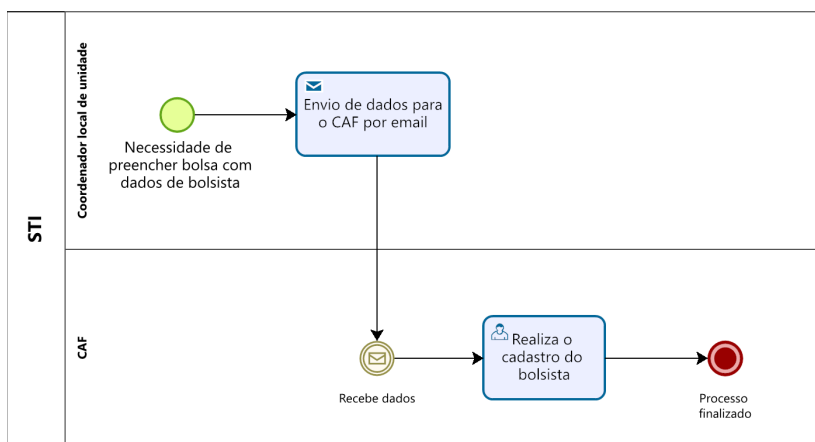 STI
Coordenador local de unidade
Necessidade de
preencher bolsa com
dados de bolsista
Envio de dados para
o CAF por email
CAF
Recebe dados
Realiza o
cadastro do
bolsista
Processo
finalizado